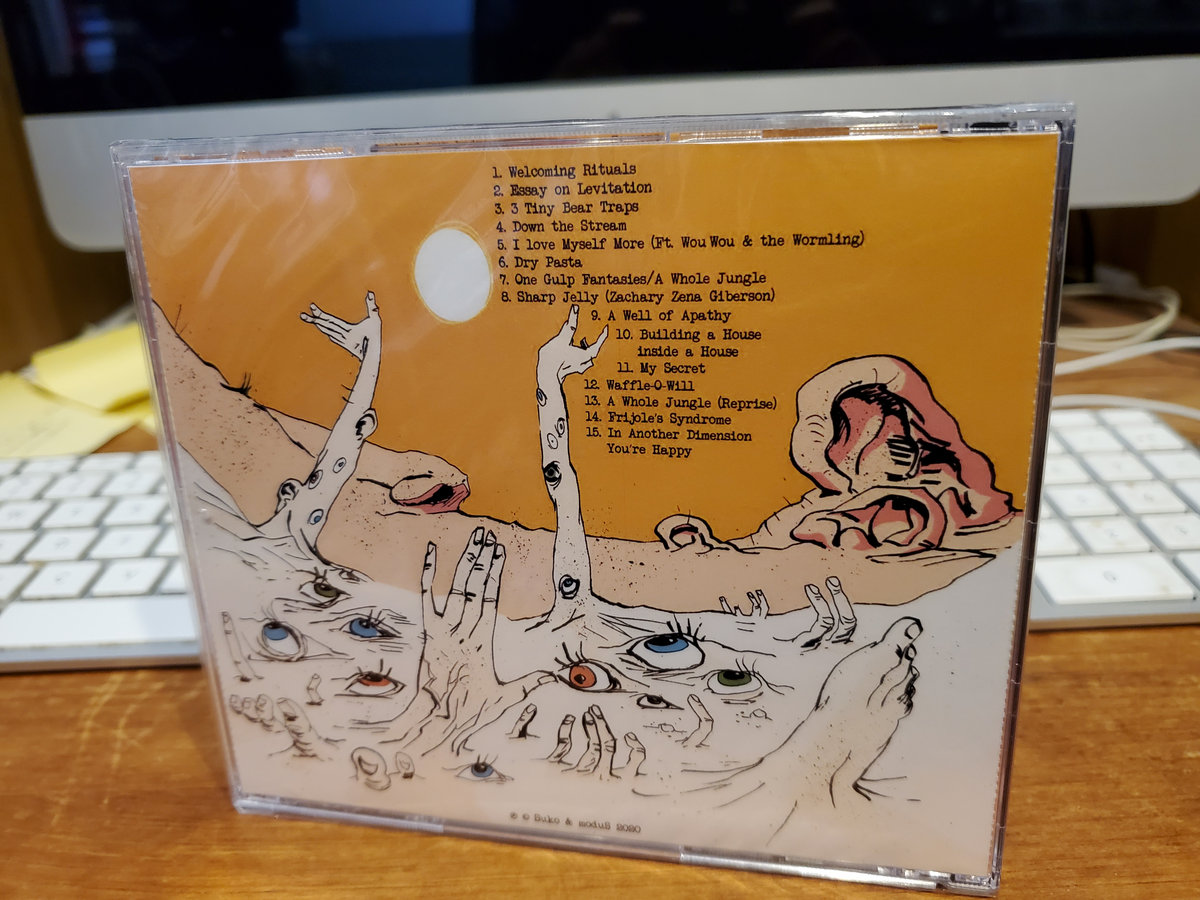 1. Welcoming Rituals
2. Essay on Levitation
3. 3 Tiny Bear Traps
4. Down the Stream
5. I love Myself More (Ft. Wou Wou & the Wormling)
6. Dry Pasta
7. One Gulp Fantasies/A Whole Jungle
8. Sharp Jelly (Zachary Zena Giberson)
9. A Well of Apathy
10. Building a House
inside a House
11. My Secret
12. Waffle-O-Will
13. A Whole Jungle (Reprise)
14. Frijole's Syndrome
15. In Another Dimension
You're Happy
℗ © Buko & moduS 2020